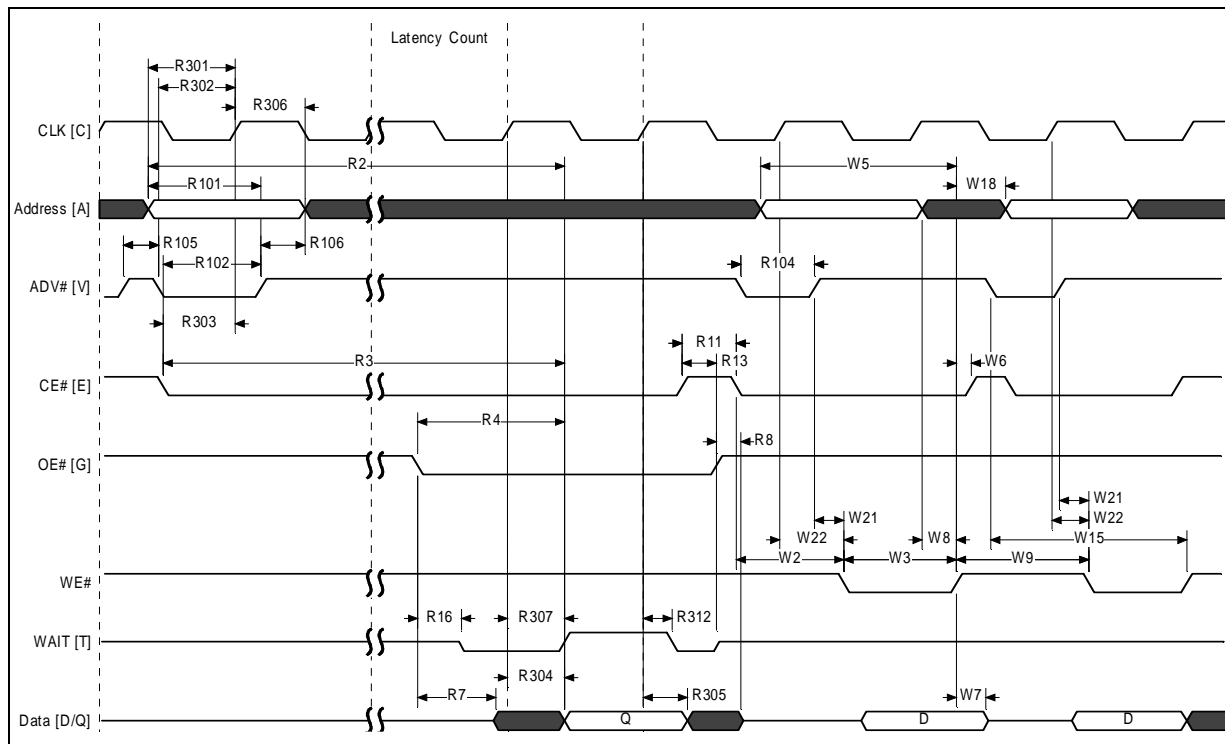 Latency Count
R301
R302
R306
CLK [C]
R2
W5
R101
W18
Address [A]
R105
R106
R102
R104
ADV# [V]
R303
R11
R3
R13
W6
CE# [E]
R4
R8
OE# [G]
W21
W21
W22
W22
W8
W15
W2
W3
W9
WE#
R16
R307
R312
WAIT [T]
R304
R7
R305
W7
Data [D/Q]
Q
D
D